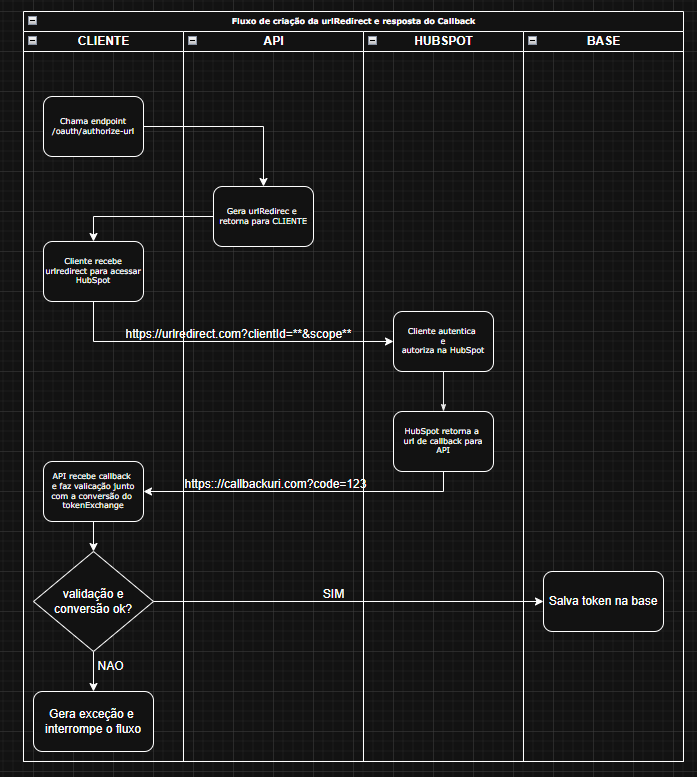 Fluxo de criação da urlRedirect e resposta do Callback
CLIENTE
API
HUBSPOT
BASE
Chama endpoint
/oauth/authorize-url
Gera urlRedirec e
retorna para CLIENTE
Cliente recebe
urlredirect para acessar
HubSpot
https://urlredirect.com?clientId=**&scope**
Cliente autentica
e
autoriza na HubSpot
HubSpot retorna a
url de callback para
API
https:://callbackuri.com?code=123
API recebe callback
e faz valicação junto
com a conversão do
tokenExchange
validação e
conversão ok?
SIM
Salva token na base
NAO
Gera exceção e
interrompe o fluxo